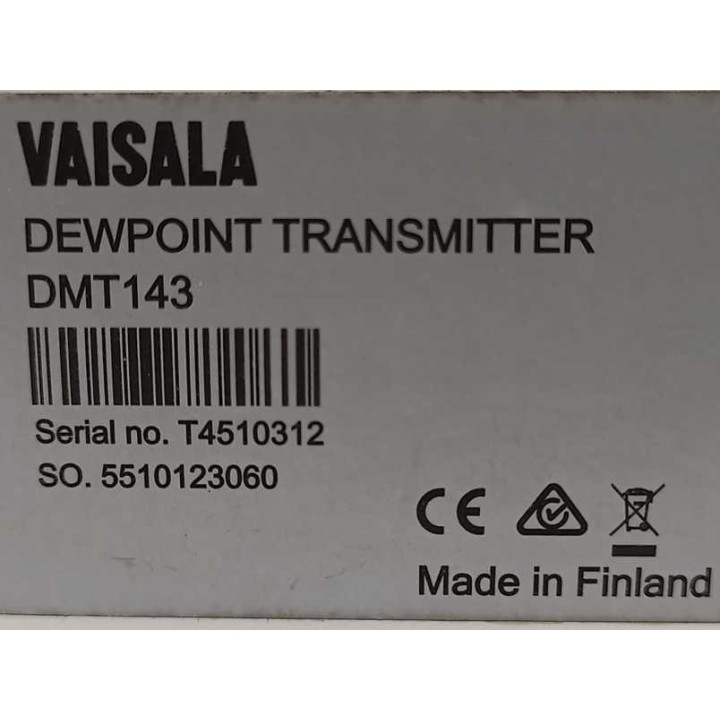 VAISALA
DEWPOINT TRANSMITTER
DMT143
Serial no. T4510312
SO. 5510123060
CE
Made in Finland